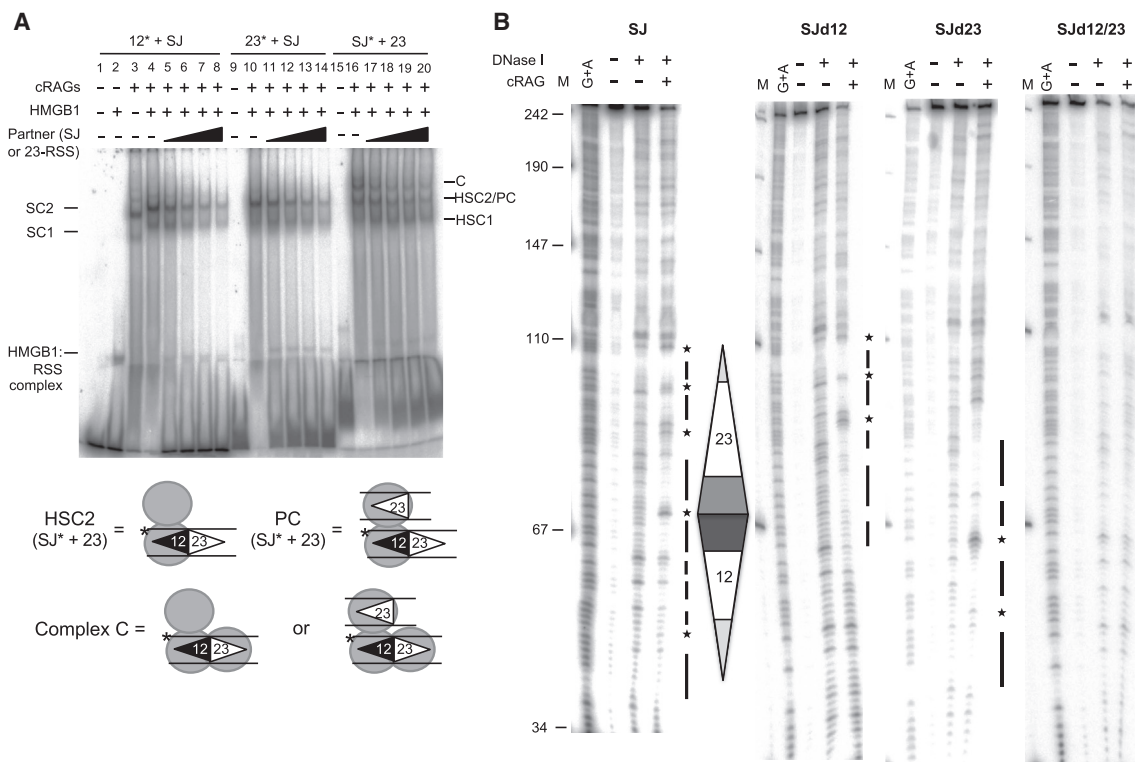 A
12* + SJ 23* + SJ SJ* + 23
1 2 3 4 5 6 7 8 9 10 11 12 13 14 15 16 17 18 19 20
cRAGs – – + + + + + + – + + + + + – + + + + +
HMGB1 – + – + + + + + – + + + + + – + + + + +
Partner (SJ or 23-RSS) – – – – – – – –
SC2
SC1
HMGB1:
RSS
complex
C
HSC2/PC
HSC1
HSC2 = 
(SJ* + 23)
* 12 23
PC =
(SJ* + 23)
23
* 12 23
Complex C =
* 12 23
or
23
* 12 23
B
SJ SJd12 SJd23 SJd12/23
DNase I – + + – + + – + + – + +
cRAG M G+A – – + M G+A – – + M G+A – – + M G+A – – +
242
190
147
110
67
34
23
12